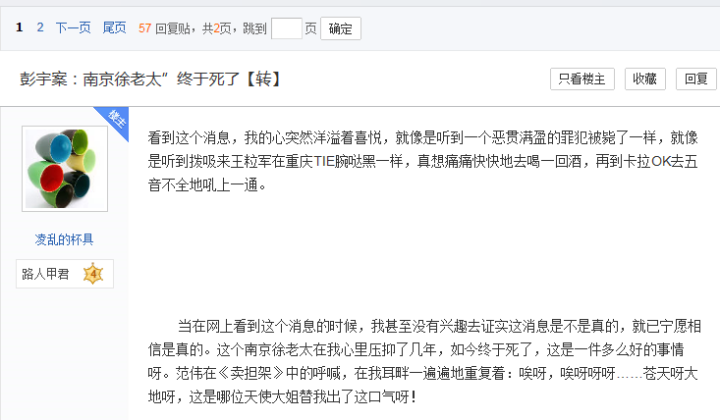 1 2 下一页 尾页 57 回复贴，共2页，跳到 页 确定
彭宇案：南京徐老太”终于死了【转】 只看楼主 收藏 回复
楼主
看到这个消息，我的心突然洋溢着喜悦，就像是听到一个恶贯满盈的罪犯被毙了一样，就像
是听到拨吸来王粒军在重庆TIE腕哒黑一样，真想痛痛快快地去喝一回酒，再到卡拉OK去五
音不全地吼上一通。
凌乱的杯具
路人甲君 4
当在网上看到这个消息的时候，我甚至没有兴趣去证实这消息是不是真的，就已宁愿相
信是真的。这个南京徐老太在我心里压抑了几年，如今终于死了，这是一件多么好的事情
呀。范伟在《卖担架》中的呼喊，在我耳畔一遍遍地重复着：唉呀，唉呀呀呀……苍天呀大
地呀，这是哪位天使大姐替我出了这口气呀！